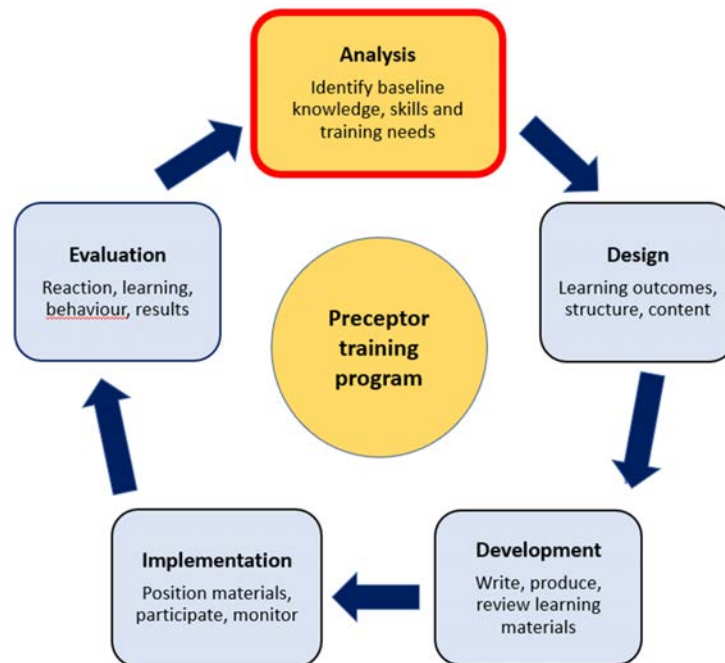 Analysis
Identify baseline
knowledge, skills and
training needs
Evaluation
Reaction, learning,
behaviour, results
Design
Learning outcomes,
structure, content
Preceptor
training
program
Implementation
Position materials,
participate, monitor
Development
Write, produce,
review learning
materials